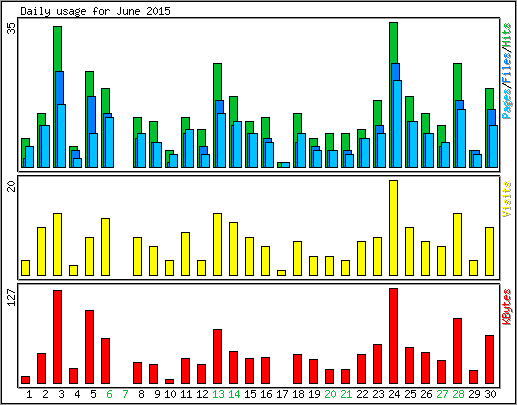 Daily usage for June 2015
35
Pages/Files/Hits
20
Visits
127
KBytes
1 2 3 4 5 6 7 8 9 10 11 12 13 14 15 16 17 18 19 20 21 22 23 24 25 26 27 28 29 30